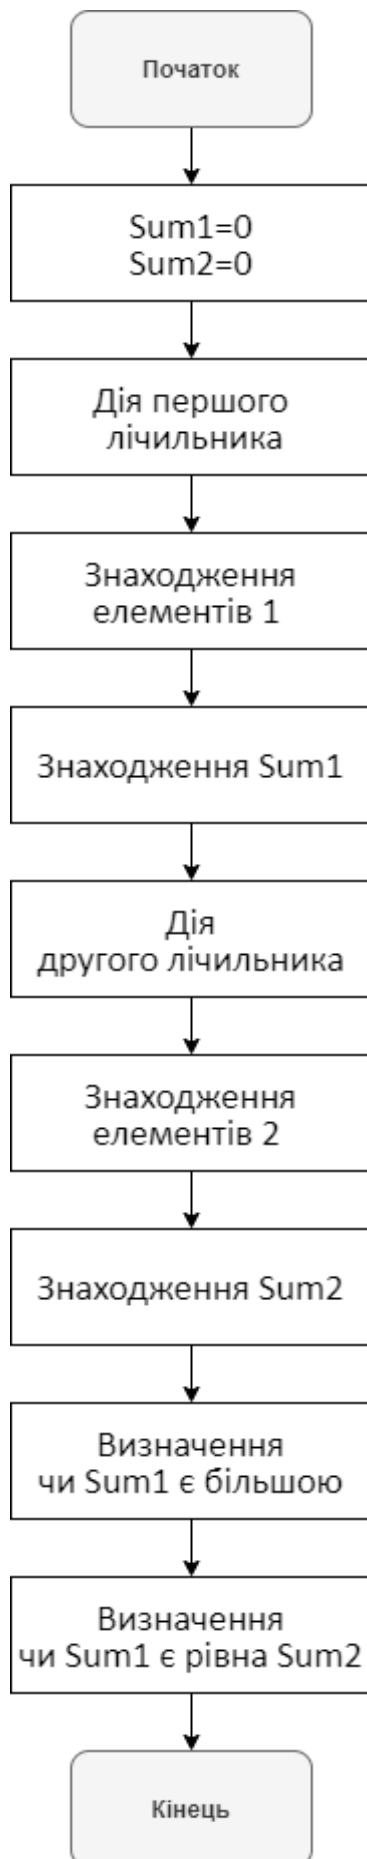 Початок
Sum1=0
Sum2=0
Дія першого
лічильника
Знаходження
елементів 1
Знаходження Sum1
Дія
другого лічильника
Знаходження
елементів 2
Знаходження Sum2
Визначення
чи Sum1 є більшою
Визначення
чи Sum1 є рівна Sum2
Кінець